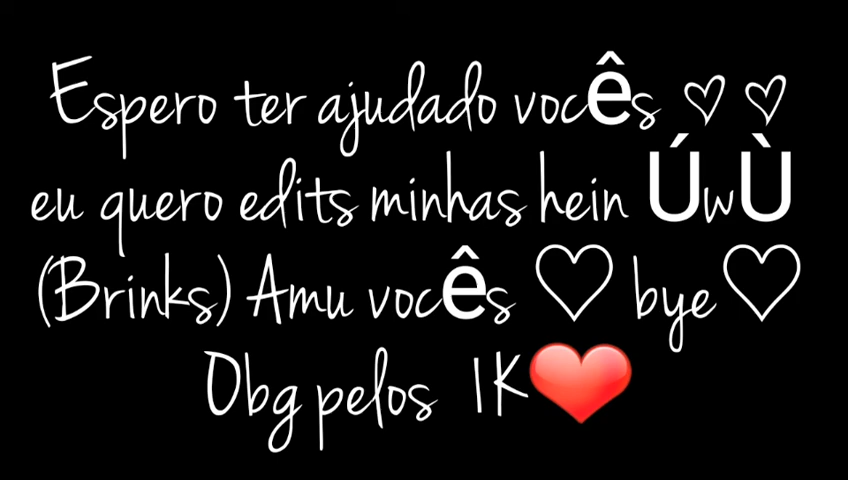 Espero ter ajudado vocês ♡ ♡
eu quero edits minhas hein ÚwÙ
(Brinks) Amu vocês ♡ bye ♡
Obg pelos 1K❤